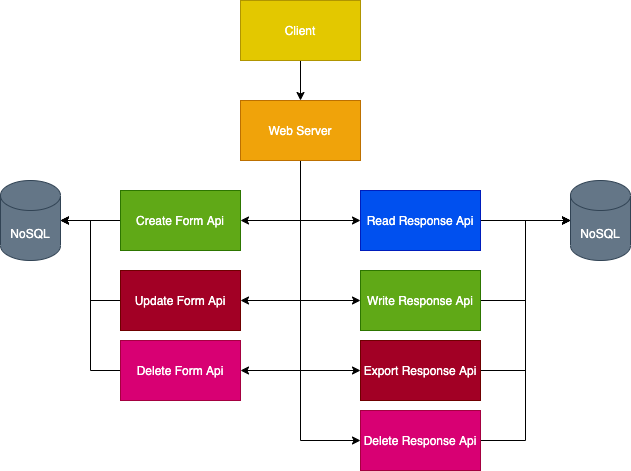 Client
Web Server
NoSQL
Create Form Api
Read Response Api
NoSQL
Update Form Api
Write Response Api
Delete Form Api
Export Response Api
Delete Response Api